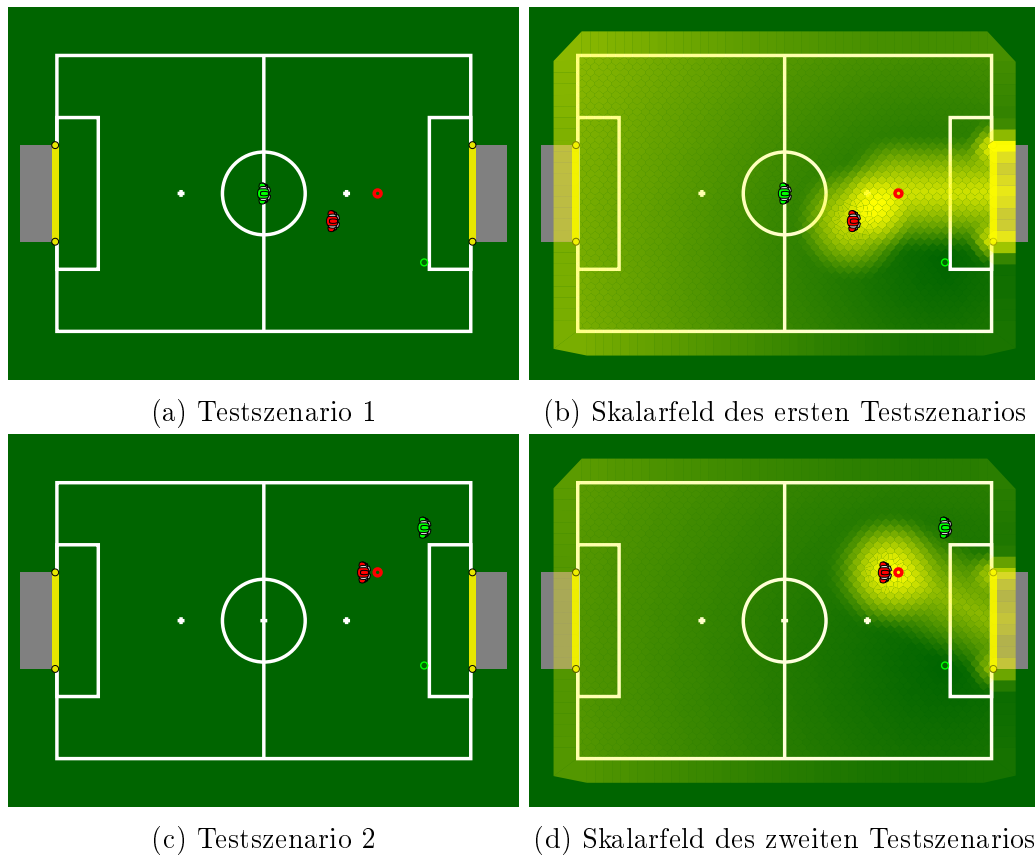 (a) Testszenario 1
(b) Skalarfeld des ersten Testszenarios
(c) Testszenario 2
(d) Skalarfeld des zweiten Testszenarios